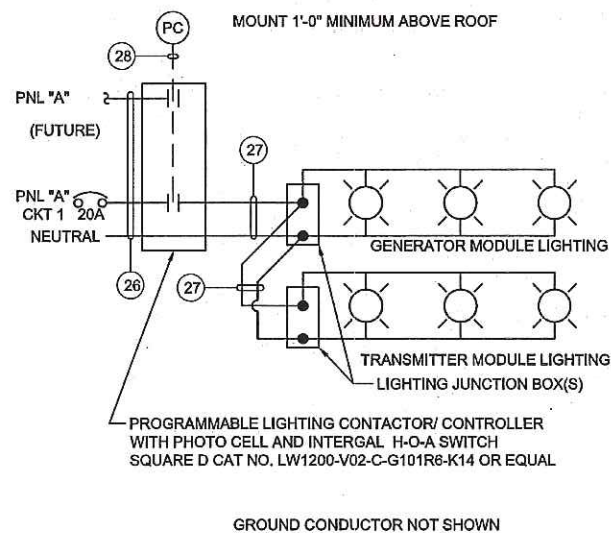 MOUNT 1'-0" MINIMUM ABOVE ROOF
PC
28
PNL "A"
(FUTURE)
27
PNL "A"
CKT 1 20A
NEUTRAL
GENERATOR MODULE LIGHTING
26
27
TRANSMITTER MODULE LIGHTING
LIGHTING JUNCTION BOX(S)
PROGRAMMABLE LIGHTING CONTACTOR/ CONTROLLER
WITH PHOTO CELL AND INTERGAL H-O-A SWITCH
SQUARE D CAT NO. LW1200-V02-C-G101R6-K14 OR EQUAL
GROUND CONDUCTOR NOT SHOWN